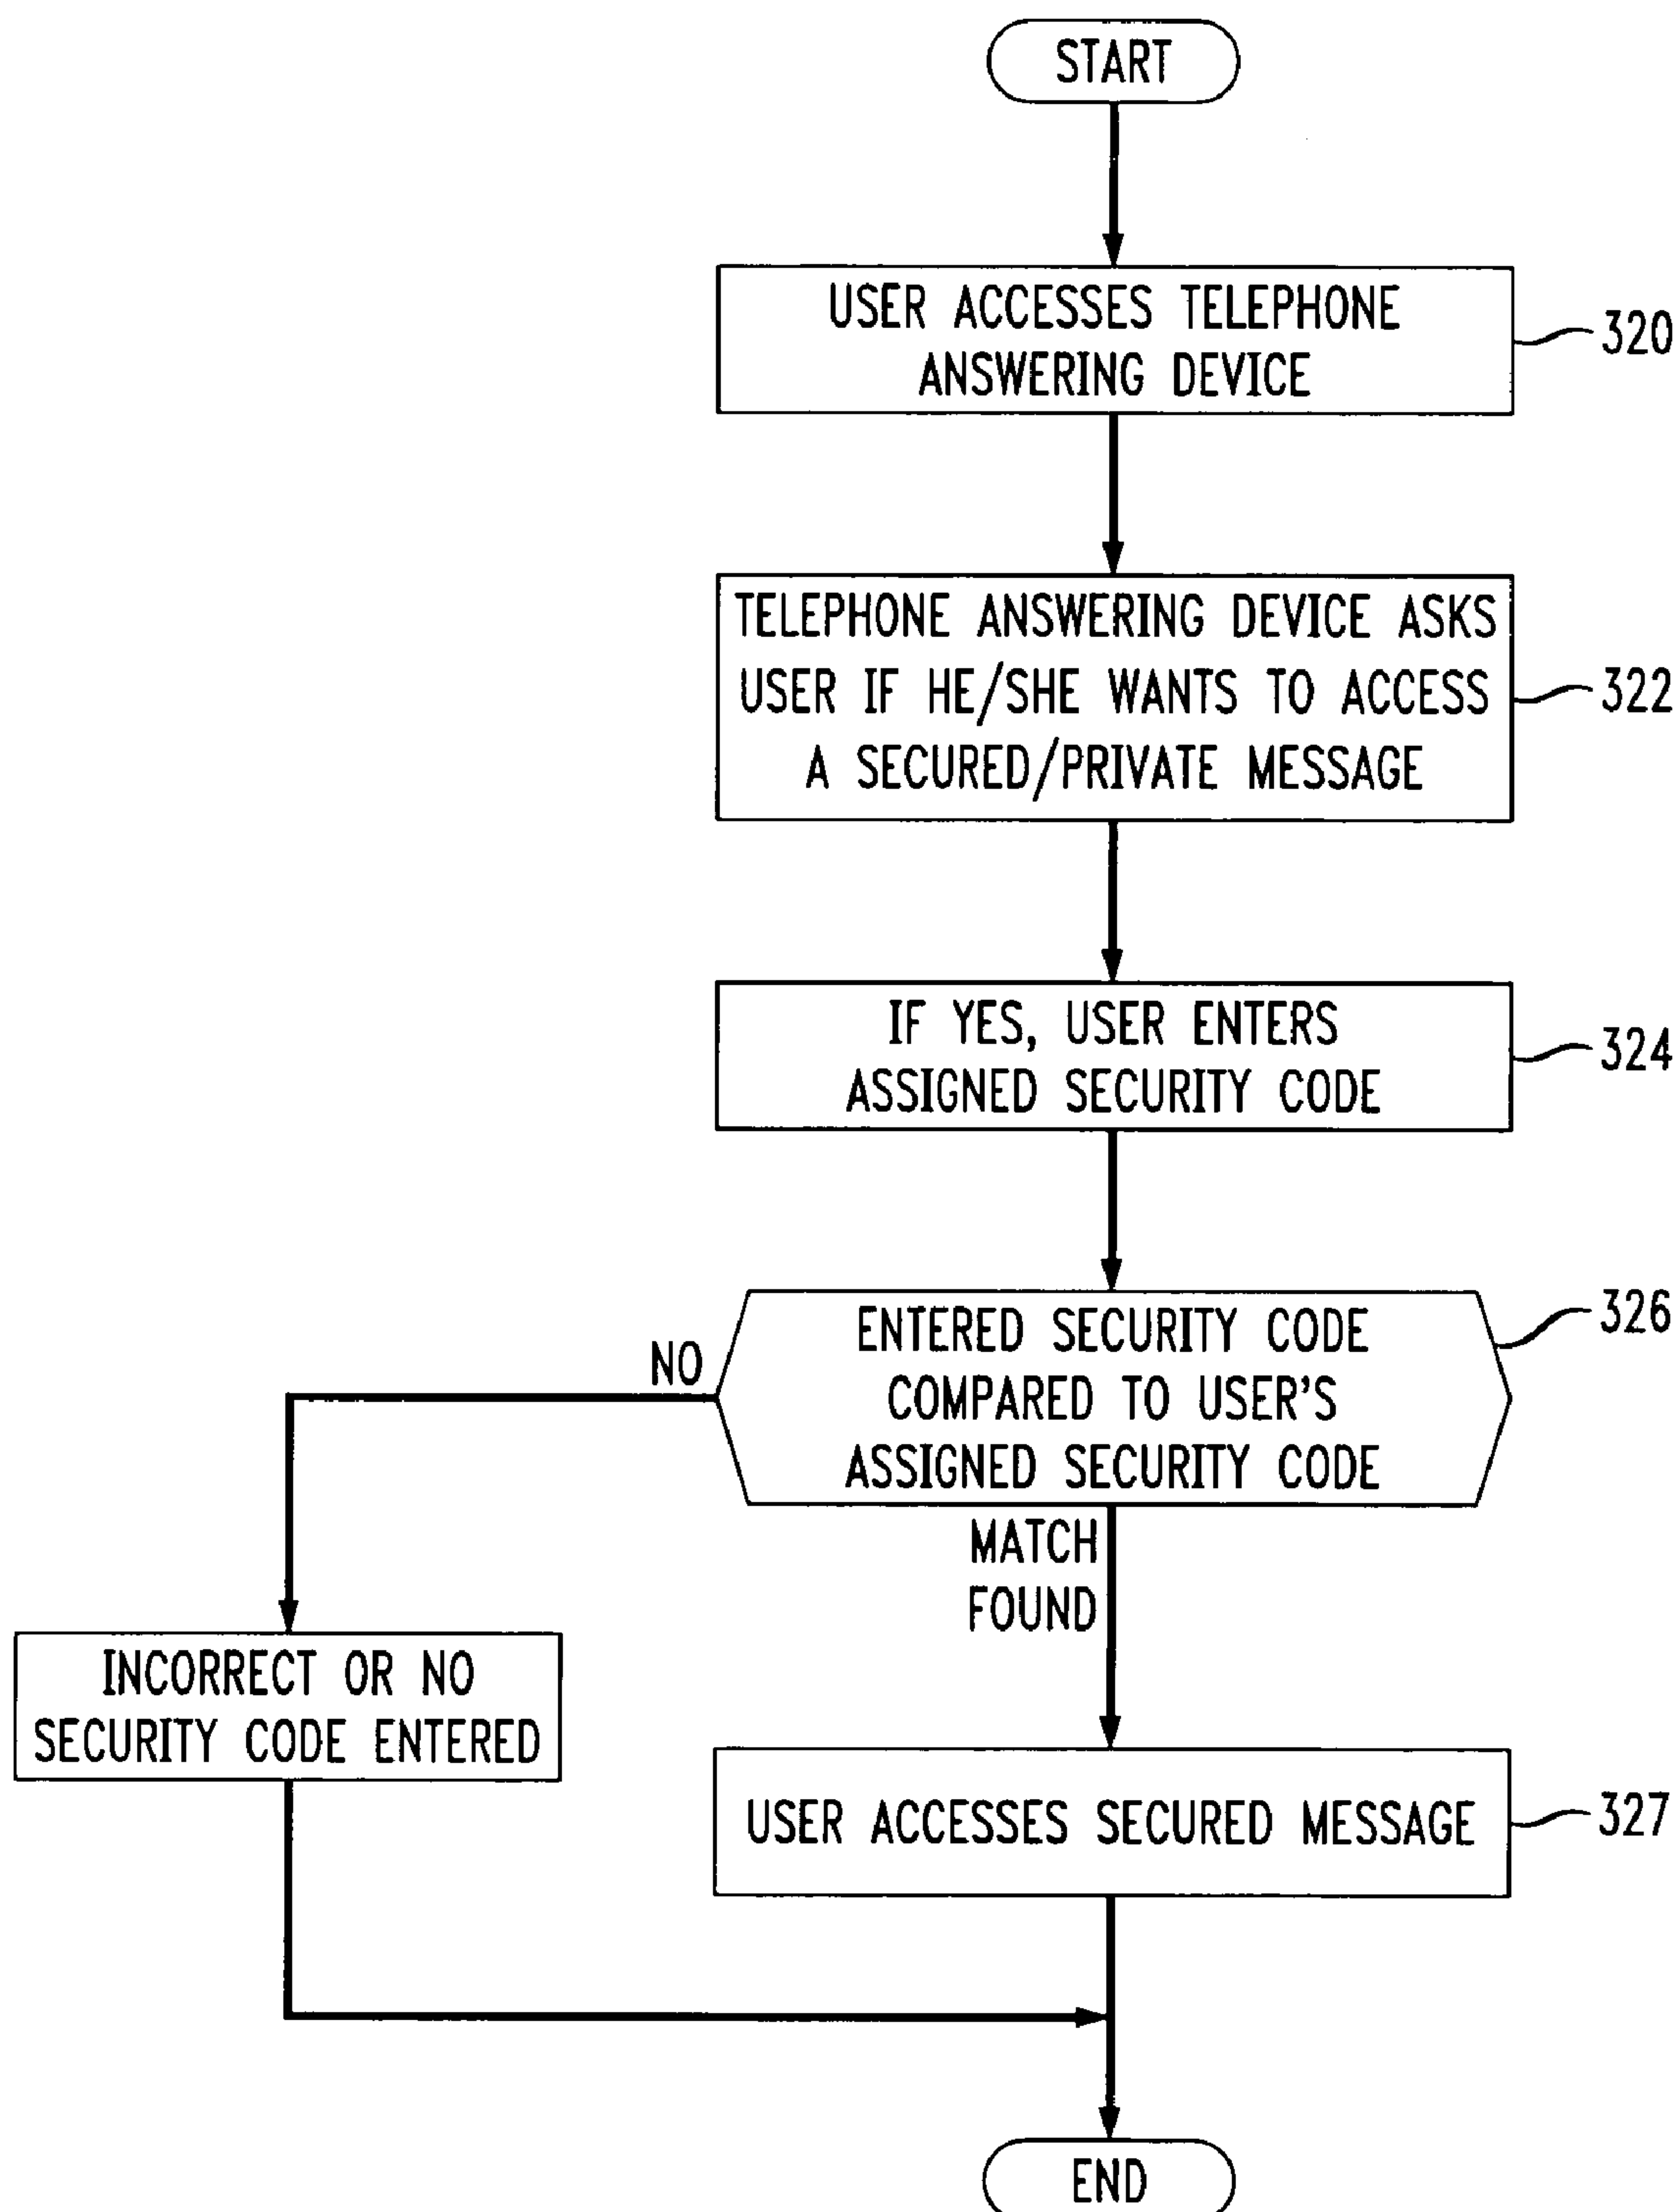 START
USER ACCESSES TELEPHONE
ANSWERING DEVICE
320
TELEPHONE ANSWERING DEVICE ASKS
USER IF HE/SHE WANTS TO ACCESS
A SECURED/PRIVATE MESSAGE
322
IF YES, USER ENTERS
ASSIGNED SECURITY CODE
324
ENTERED SECURITY CODE
COMPARED TO USER'S
ASSIGNED SECURITY CODE
326
NO
MATCH
FOUND
INCORRECT OR NO
SECURITY CODE ENTERED
USER ACCESSES SECURED MESSAGE
327
END